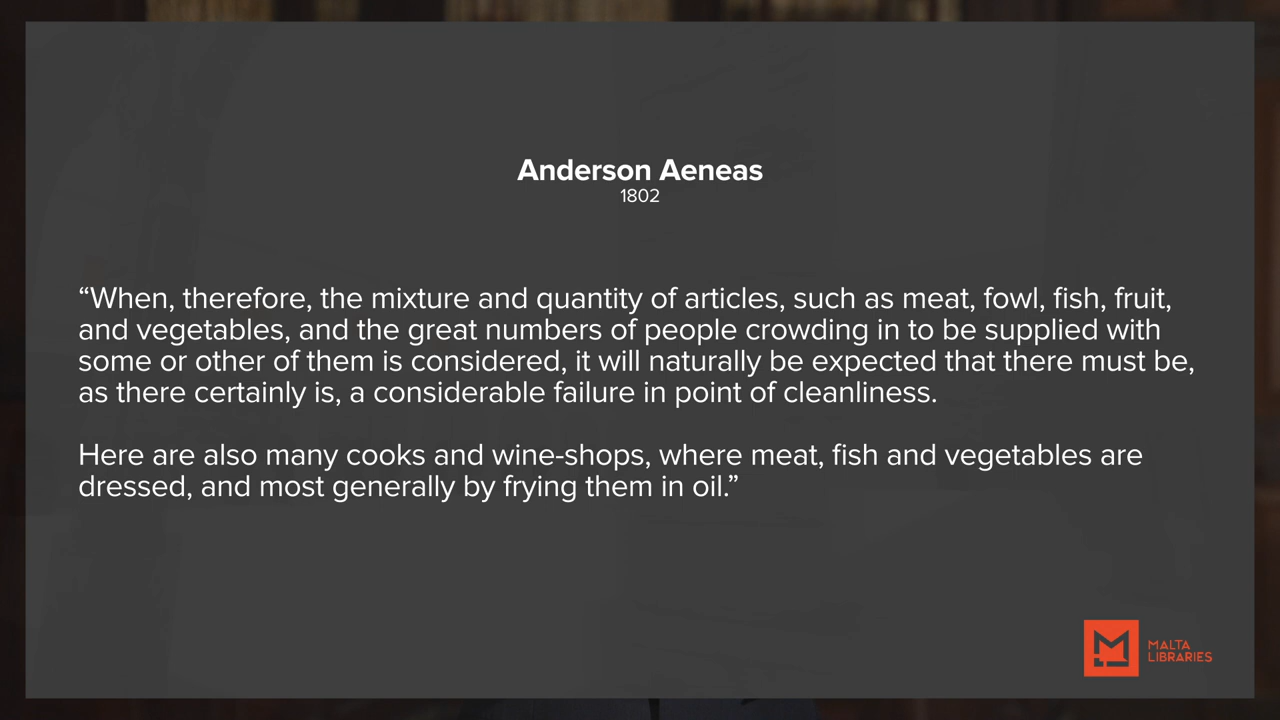 Anderson Aeneas
1802
“When, therefore, the mixture and quantity of articles, such as meat, fowl, fish, fruit,
and vegetables, and the great numbers of people crowding in to be supplied with
some or other of them is considered, it will naturally be expected that there must be,
as there certainly is, a considerable failure in point of cleanliness.
Here are also many cooks and wine-shops, where meat, fish and vegetables are
dressed, and most generally by frying them in oil.”
MALTA
LIBRARIES